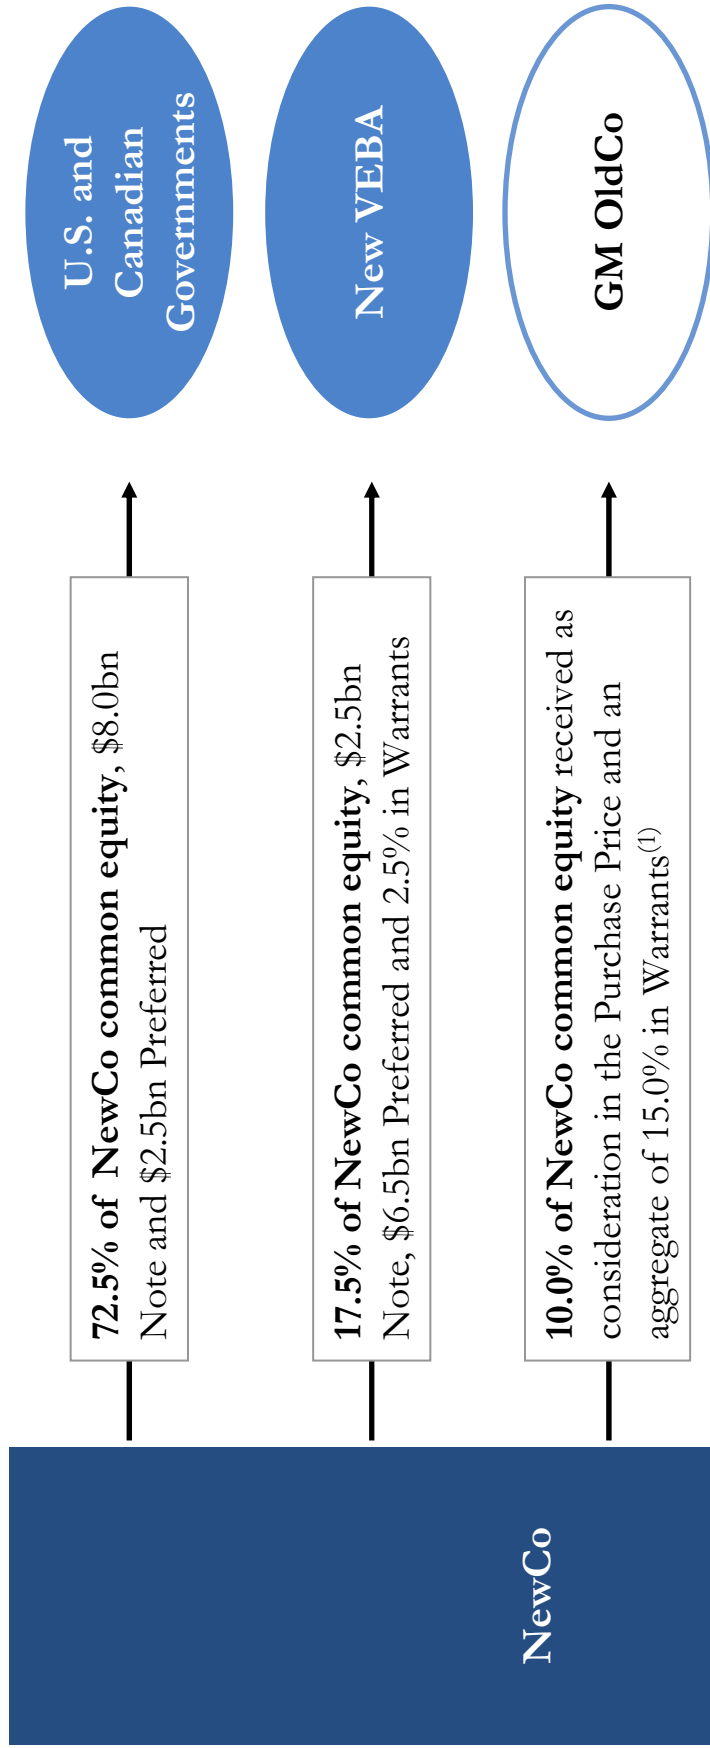 NewCo
72.5% of NewCo common equity, $8.0bn
Note and $2.5bn Preferred
U.S. and
Canadian
Governments
17.5% of NewCo common equity, $2.5bn
Note, $6.5bn Preferred and 2.5% in Warrants
New VEBA
10.0% of NewCo common equity received as
consideration in the Purchase Price and an
aggregate of 15.0% in Warrants(1)
GM OldCo